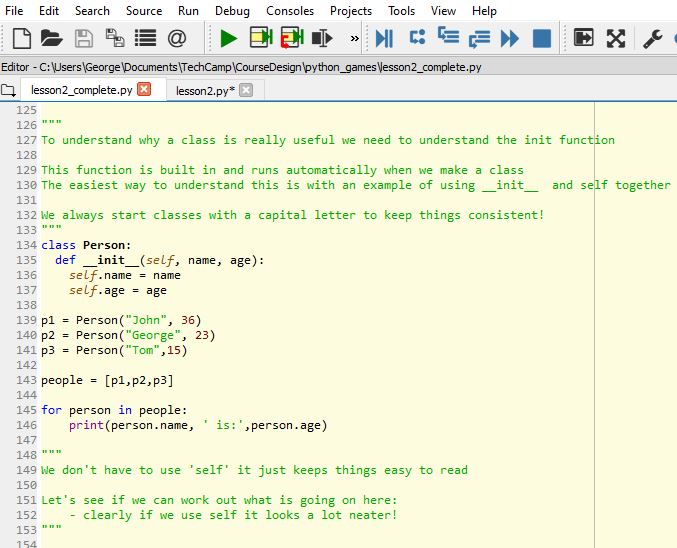 File Edit Search Source Run Debug Consoles Projects Tools View Help
@ »
Editor - C:\Users\George\Documents\TechCamp\CourseDesign\python_games\lesson2_complete.py
lesson2_complete.py lesson2.py*
125
126 """
127 To understand why a class is really useful we need to understand the init function
128
129 This function is built in and runs automatically when we make a class
130 The easiest way to understand this is with an example of using __init__  and self together
131
132 We always start classes with a capital letter to keep things consistent!
133 """
134 class Person:
135   def __init__(self, name, age):
136     self.name = name
137     self.age = age
138
139 p1 = Person("John", 36)
140 p2 = Person("George", 23)
141 p3 = Person("Tom",15)
142
143 people = [p1,p2,p3]
144
145 for person in people:
146     print(person.name, ' is:',person.age)
147
148 """
149 We don't have to use 'self' it just keeps things easy to read
150
151 Let's see if we can work out what is going on here:
152     - clearly if we use self it looks a lot neater!
153 """
154